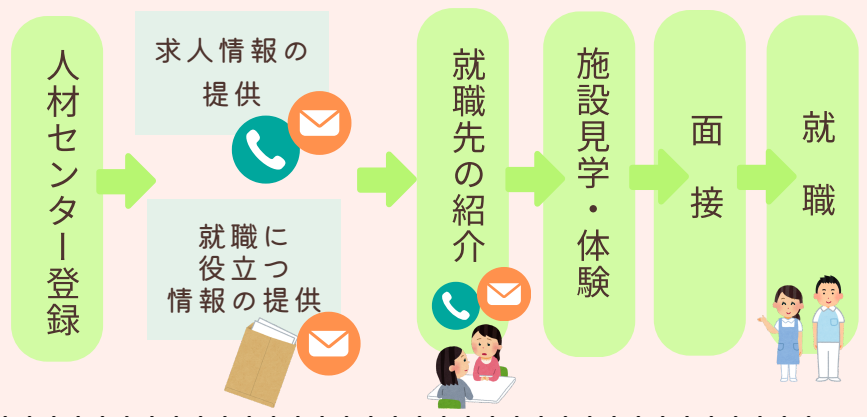 人材センター登録
求人情報の
提供
就職に
役立つ
情報の提供
就職先の紹介
施設見学・体験
面接
就職